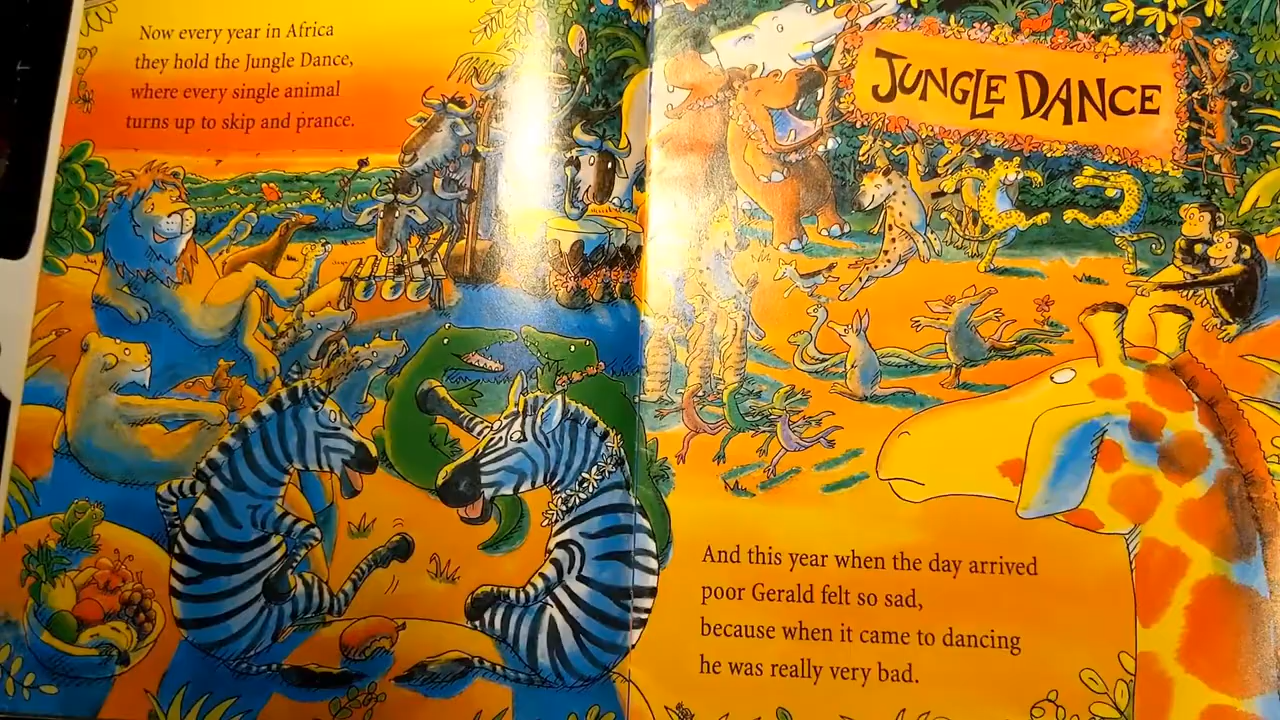 Now every year in Africa
they hold the Jungle Dance,
where every single animal
turns up to skip and prance.
JUNGLE DANCE
And this year when the day arrived
poor Gerald felt so sad,
because when it came to dancing
he was really very bad.